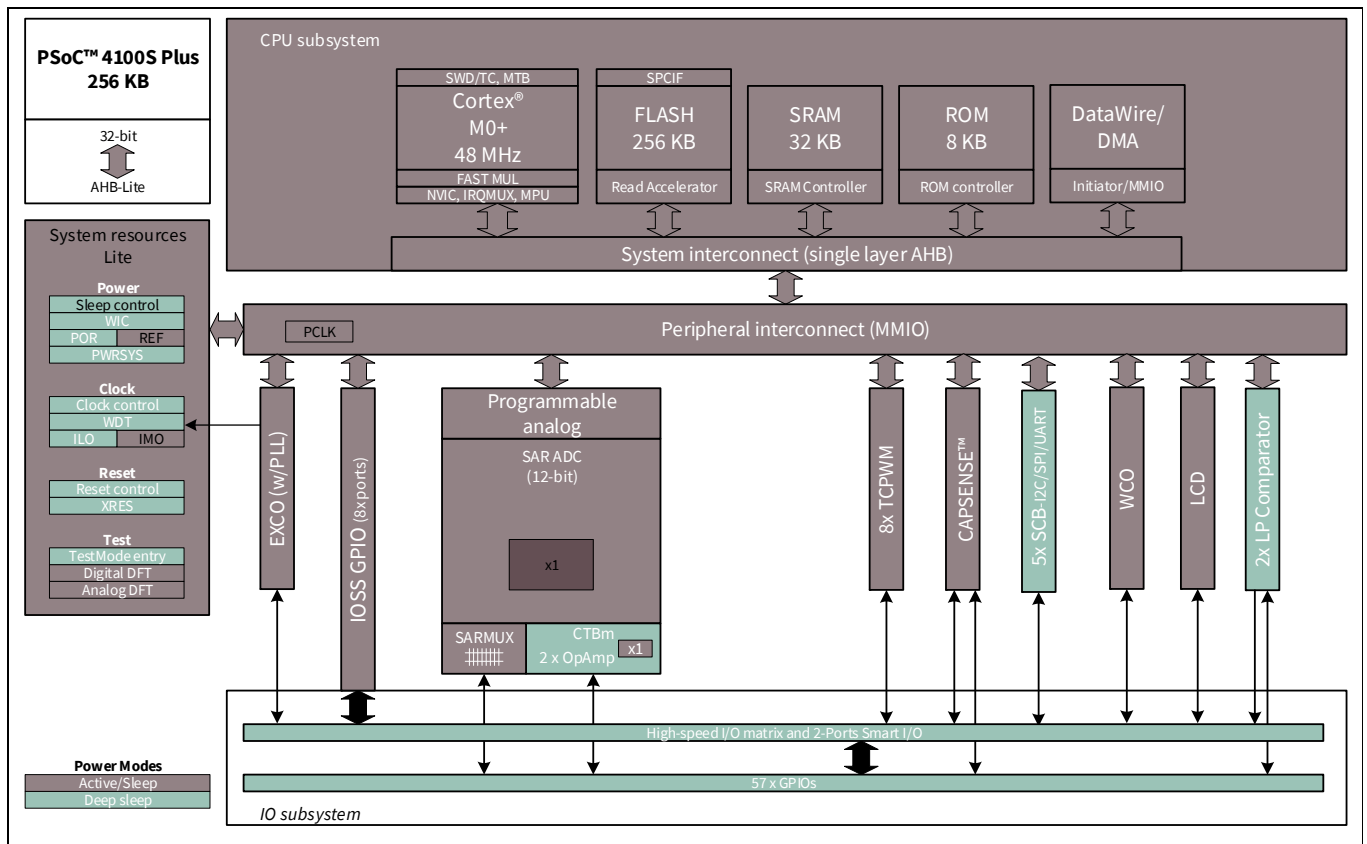 PSoC™ 4100S Plus
256 KB
32-bit
AHB-Lite
CPU subsystem
SWD/TC, MTB
Cortex®
M0+
48 MHz
FAST MUL
NVIC, IRQMUX, MPU
SPCIF
FLASH
256 KB
Read Accelerator
SRAM
32 KB
SRAM Controller
ROM
8 KB
ROM controller
DataWire/
DMA
Initiator/MMIO
System interconnect (single layer AHB)
System resources
Lite
Power
Sleep control
WIC
POR
REF
PWRSYS
Clock
Clock control
WDT
ILO
IMO
Reset
Reset control
XRES
Test
TestMode entry
Digital DFT
Analog DFT
PCLK
Peripheral interconnect (MMIO)
EXCO (w/PLL)
IOSS GPIO (8xports)
Programmable
analog
SAR ADC
(12-bit)
x1
SARMUX
CTBm
2 x OpAmp
x1
8x TCPWM
CAPSENSE™
5x SCB-I2C/SPI/UART
WCO
LCD
2x LP Comparator
High-speed I/O matrix and 2-Ports Smart I/O
57 x GPIOs
IO subsystem
Power Modes
Active/Sleep
Deep sleep